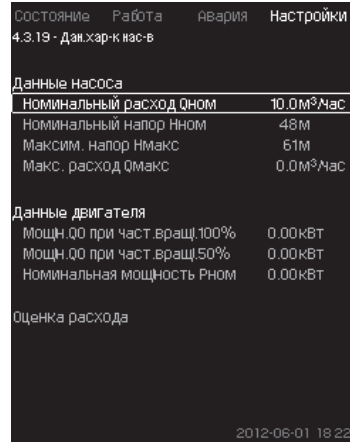 Состояние Работа Авария Настройки
4.3.19 - Дан.хар-к нас-в
Данные насоса
Номинальный расход Qном 10.0м³/час
Номинальный напор Hном 48м
Максим. напор Hмакс 61м
Макс. расход Qмакс 0.0м³/час
Данные двигателя
Мощн.Q0 при част.вращ.100% 0.00кВт
Мощн.Q0 при част.вращ.50% 0.00кВт
Номинальная мощность Pном 0.00кВт
Оценка расхода
2012-06-01 18:22